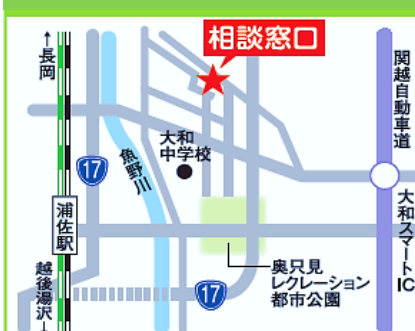 相談窓口
↑長岡
関越自動車道
大和
中学校
魚野川
17
浦佐駅
大和スマートIC
奥只見
レクレーション
都市公園
17
越後湯沢↓